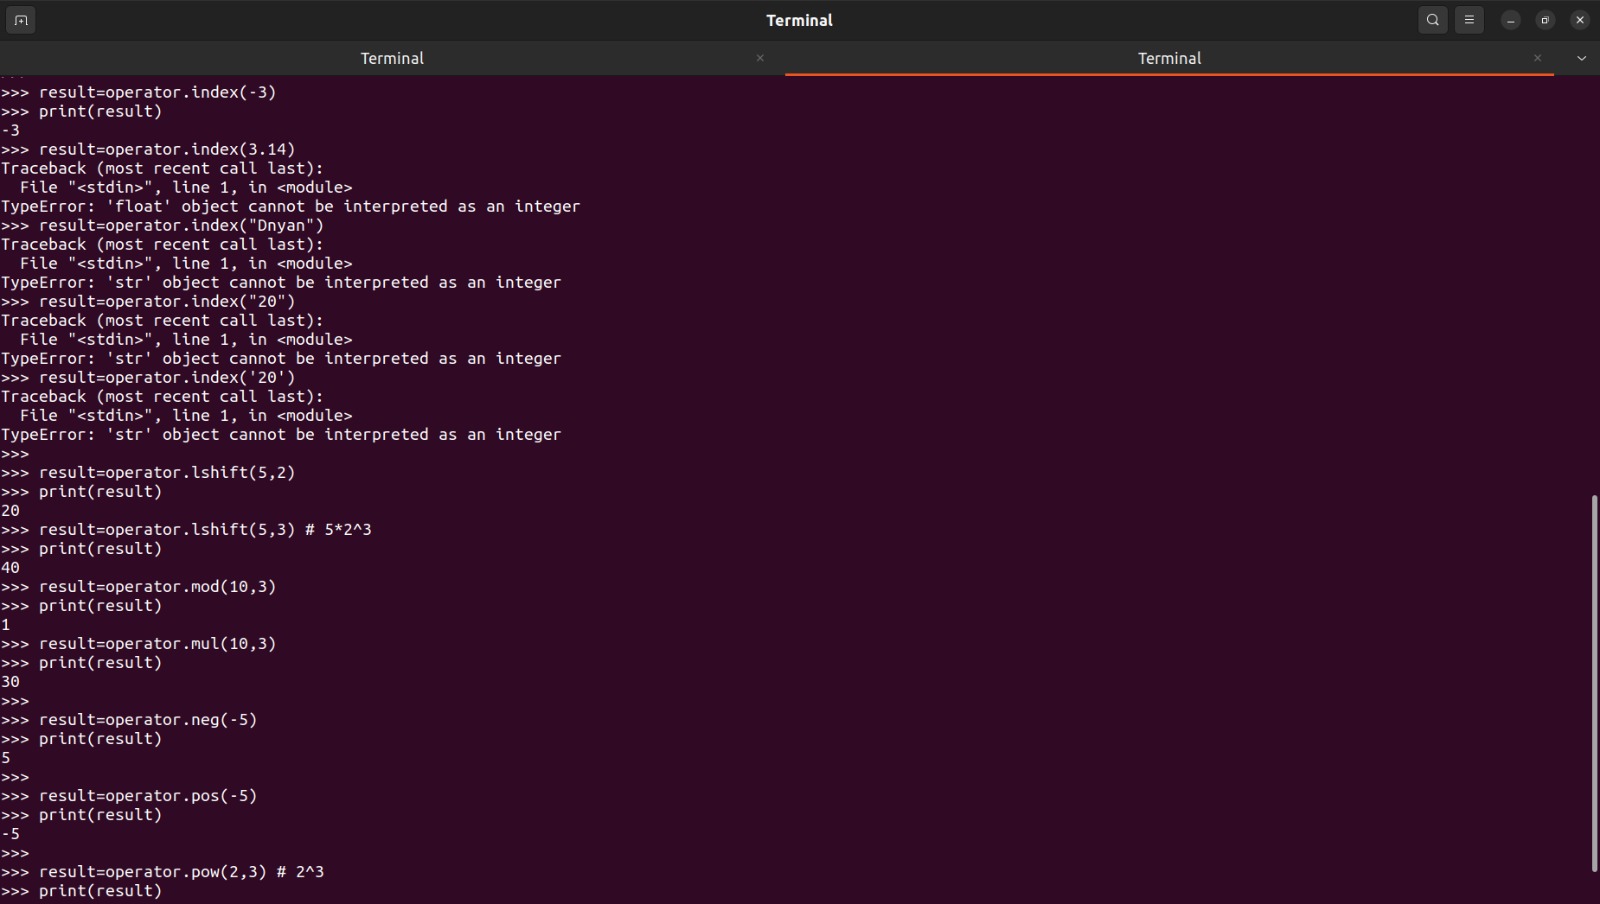 Terminal
Terminal
Terminal
>>> result=operator.index(-3)
>>> print(result)
-3
>>> result=operator.index(3.14)
Traceback (most recent call last):
  File "<stdin>", line 1, in <module>
TypeError: 'float' object cannot be interpreted as an integer
>>> result=operator.index("Dnyan")
Traceback (most recent call last):
  File "<stdin>", line 1, in <module>
TypeError: 'str' object cannot be interpreted as an integer
>>> result=operator.index("20")
Traceback (most recent call last):
  File "<stdin>", line 1, in <module>
TypeError: 'str' object cannot be interpreted as an integer
>>> result=operator.index('20')
Traceback (most recent call last):
  File "<stdin>", line 1, in <module>
TypeError: 'str' object cannot be interpreted as an integer
>>>
>>> result=operator.lshift(5,2)
>>> print(result)
20
>>> result=operator.lshift(5,3) # 5*2^3
>>> print(result)
40
>>> result=operator.mod(10,3)
>>> print(result)
1
>>> result=operator.mul(10,3)
>>> print(result)
30
>>>
>>> result=operator.neg(-5)
>>> print(result)
5
>>>
>>> result=operator.pos(-5)
>>> print(result)
-5
>>>
>>> result=operator.pow(2,3) # 2^3
>>> print(result)